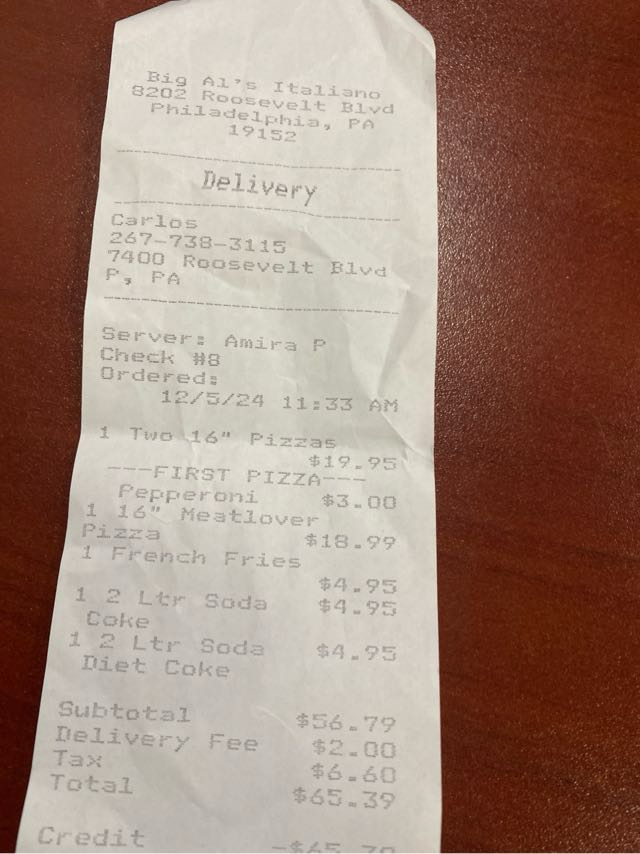 Big Al's Italiano
8202 Roosevelt Blvd
Philadelphia, PA
19152
Delivery
Carlos
267-738-3115
7400 Roosevelt Blvd
P, PA
Server: Amira P
Check #8
Ordered:
12/5/24 11:33 AM
1 Two 16" Pizzas
$19.95
---FIRST PIZZA---
Pepperoni $3.00
1 16" Meatlover
Pizza $18.99
1 French Fries
$4.95
1 2 Ltr Soda $4.95
Coke
1 2 Ltr Soda $4.95
Diet Coke
Subtotal $56.79
Delivery Fee $2.00
Tax $6.60
Total $65.39
Credit